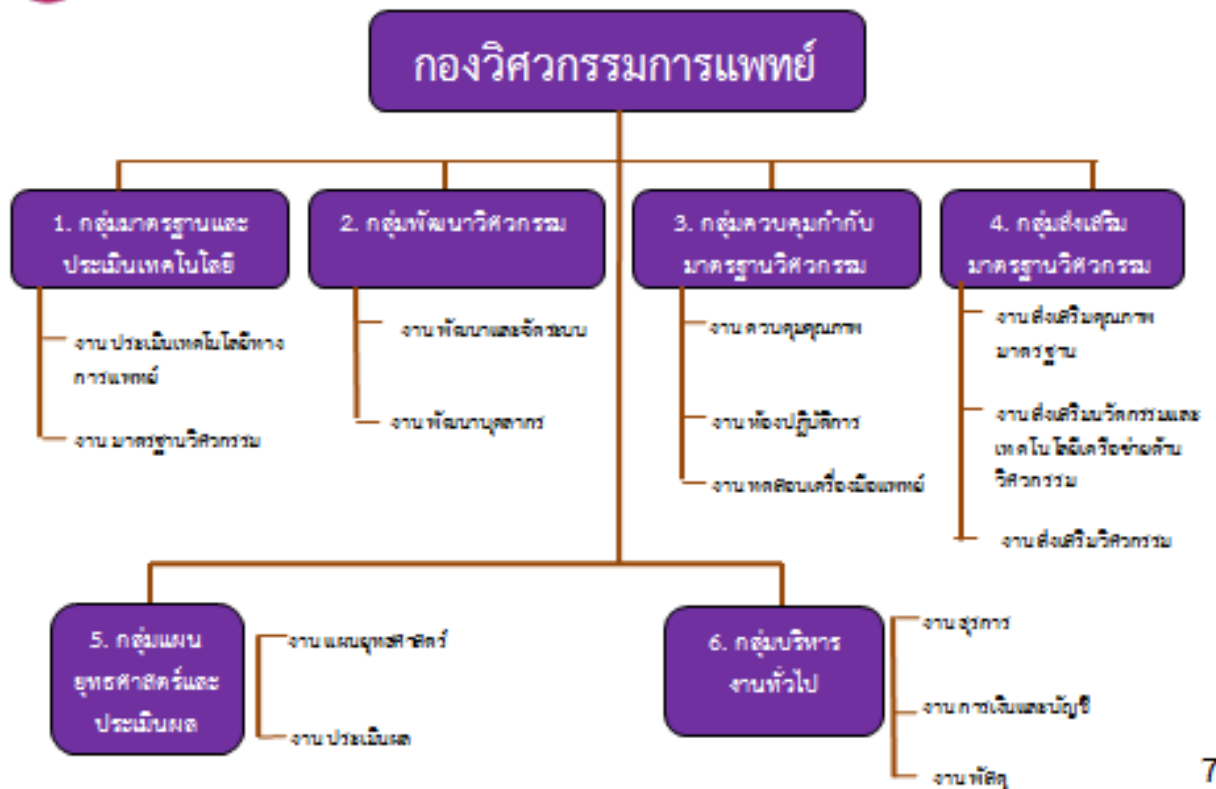 กองวิศวกรรมการแพทย์
1. กลุ่มมาตรฐานและ
ประเมินเทคโนโลยี
2. กลุ่มพัฒนาวิศวกรรม
3. กลุ่มควบคุมกำกับ
มาตรฐานวิศวกรรม
4. กลุ่มส่งเสริม
มาตรฐานวิศวกรรม
งาน ประเมินเทคโนโลยีทาง
การแพทย์
งาน มาตรฐานวิศวกรรม
งาน พัฒนาและจัดระบบ
งาน พัฒนาบุคลากร
งาน ควบคุมคุณภาพ
งาน ห้องปฏิบัติการ
งาน ทดสอบเครื่องมือแพทย์
งาน ส่งเสริมคุณภาพ
มาตรฐาน
งาน ส่งเสริมนวัตกรรมและ
เทคโนโลยีเครือข่ายด้าน
วิศวกรรม
งาน ส่งเสริมวิศวกรรม
5. กลุ่มแผน
ยุทธศาสตร์และ
ประเมินผล
งาน แผนยุทธศาสตร์
งาน ประเมินผล
6. กลุ่มบริหาร
งานทั่วไป
งาน ธุรการ
งาน การเงินและบัญชี
งาน พัสดุ
7